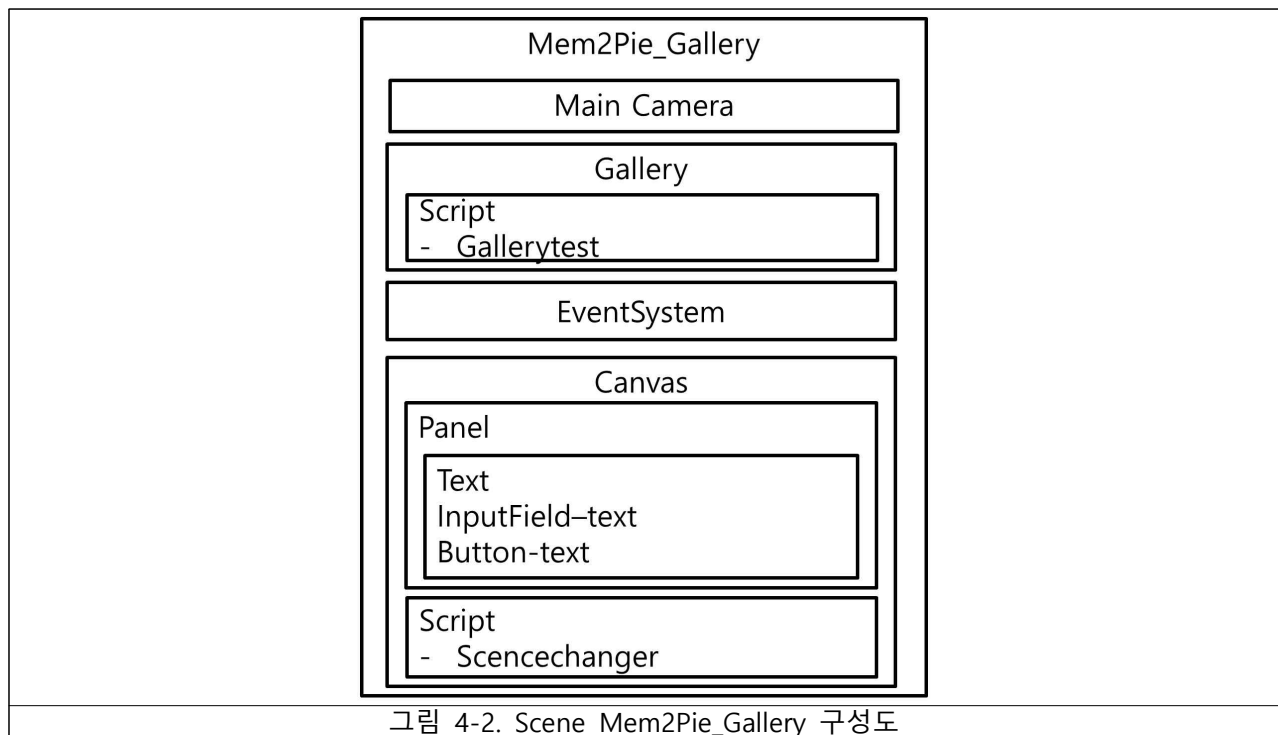 Mem2Pie_Gallery
Main Camera
Gallery
Script
- Gallerytest
EventSystem
Canvas
Panel
Text
InputField–text
Button-text
Script
- Scencechanger
그림 4-2. Scene Mem2Pie_Gallery 구성도